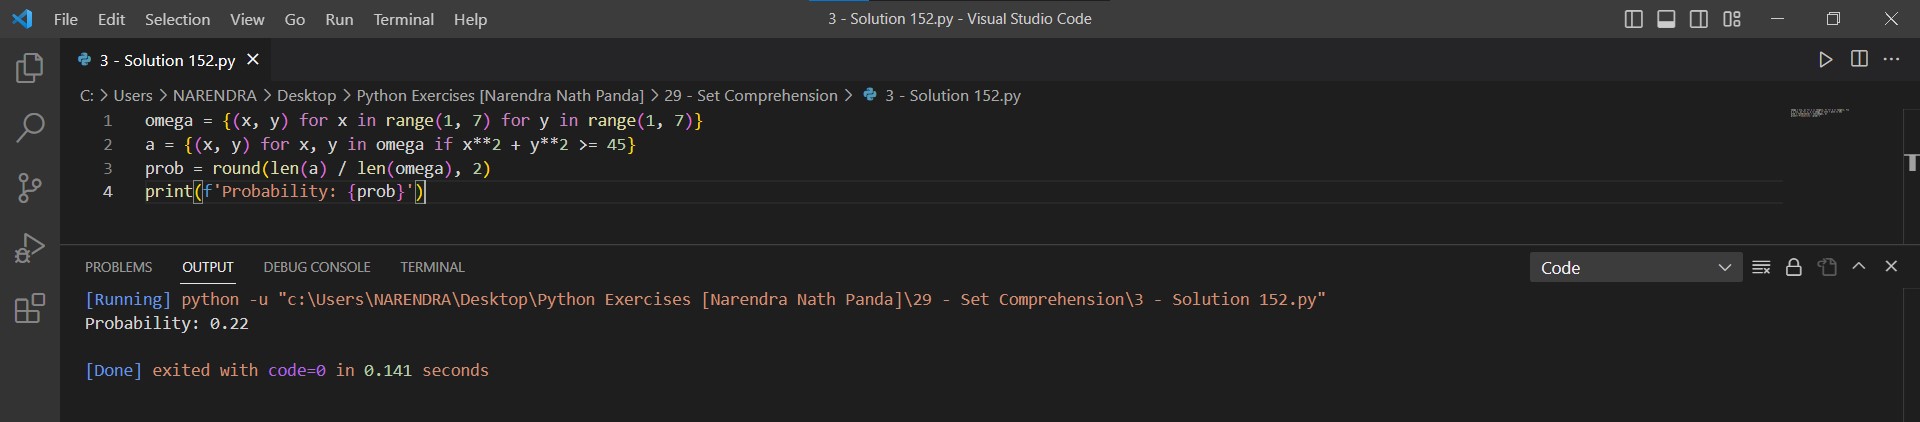 File Edit Selection View Go Run Terminal Help
3 - Solution 152.py - Visual Studio Code
3 - Solution 152.py
C: > Users > NARENDRA > Desktop > Python Exercises [Narendra Nath Panda] > 29 - Set Comprehension > 3 - Solution 152.py
1 omega = {(x, y) for x in range(1, 7) for y in range(1, 7)}
2 a = {(x, y) for x, y in omega if x**2 + y**2 >= 45}
3 prob = round(len(a) / len(omega), 2)
4 print(f'Probability: {prob}')
PROBLEMS OUTPUT DEBUG CONSOLE TERMINAL
Code
[Running] python -u "c:\Users\NARENDRA\Desktop\Python Exercises [Narendra Nath Panda]\29 - Set Comprehension\3 - Solution 152.py"
Probability: 0.22
[Done] exited with code=0 in 0.141 seconds